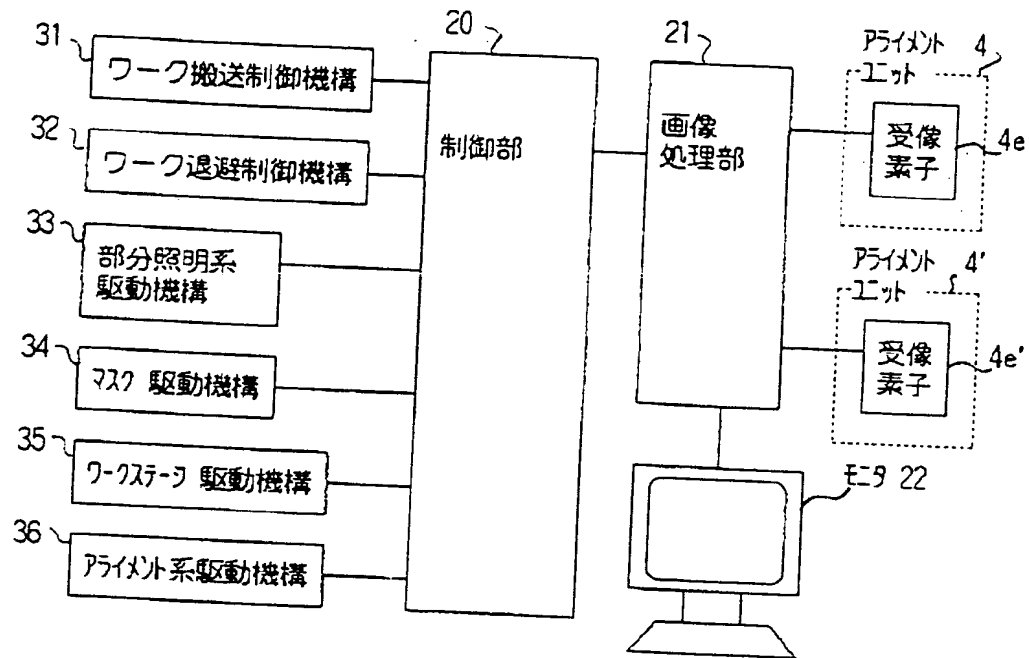 31
ワーク搬送制御機構
32
ワーク退避制御機構
33
部分照明系
駆動機構
34
マスク 駆動機構
35
ワークステージ 駆動機構
36
アライメント系駆動機構
20
制御部
21
画像
処理部
アライメント 4
ユニット
受像
素子
4e
アライメント
ユニット 4'
受像
素子
4e'
モニタ 22